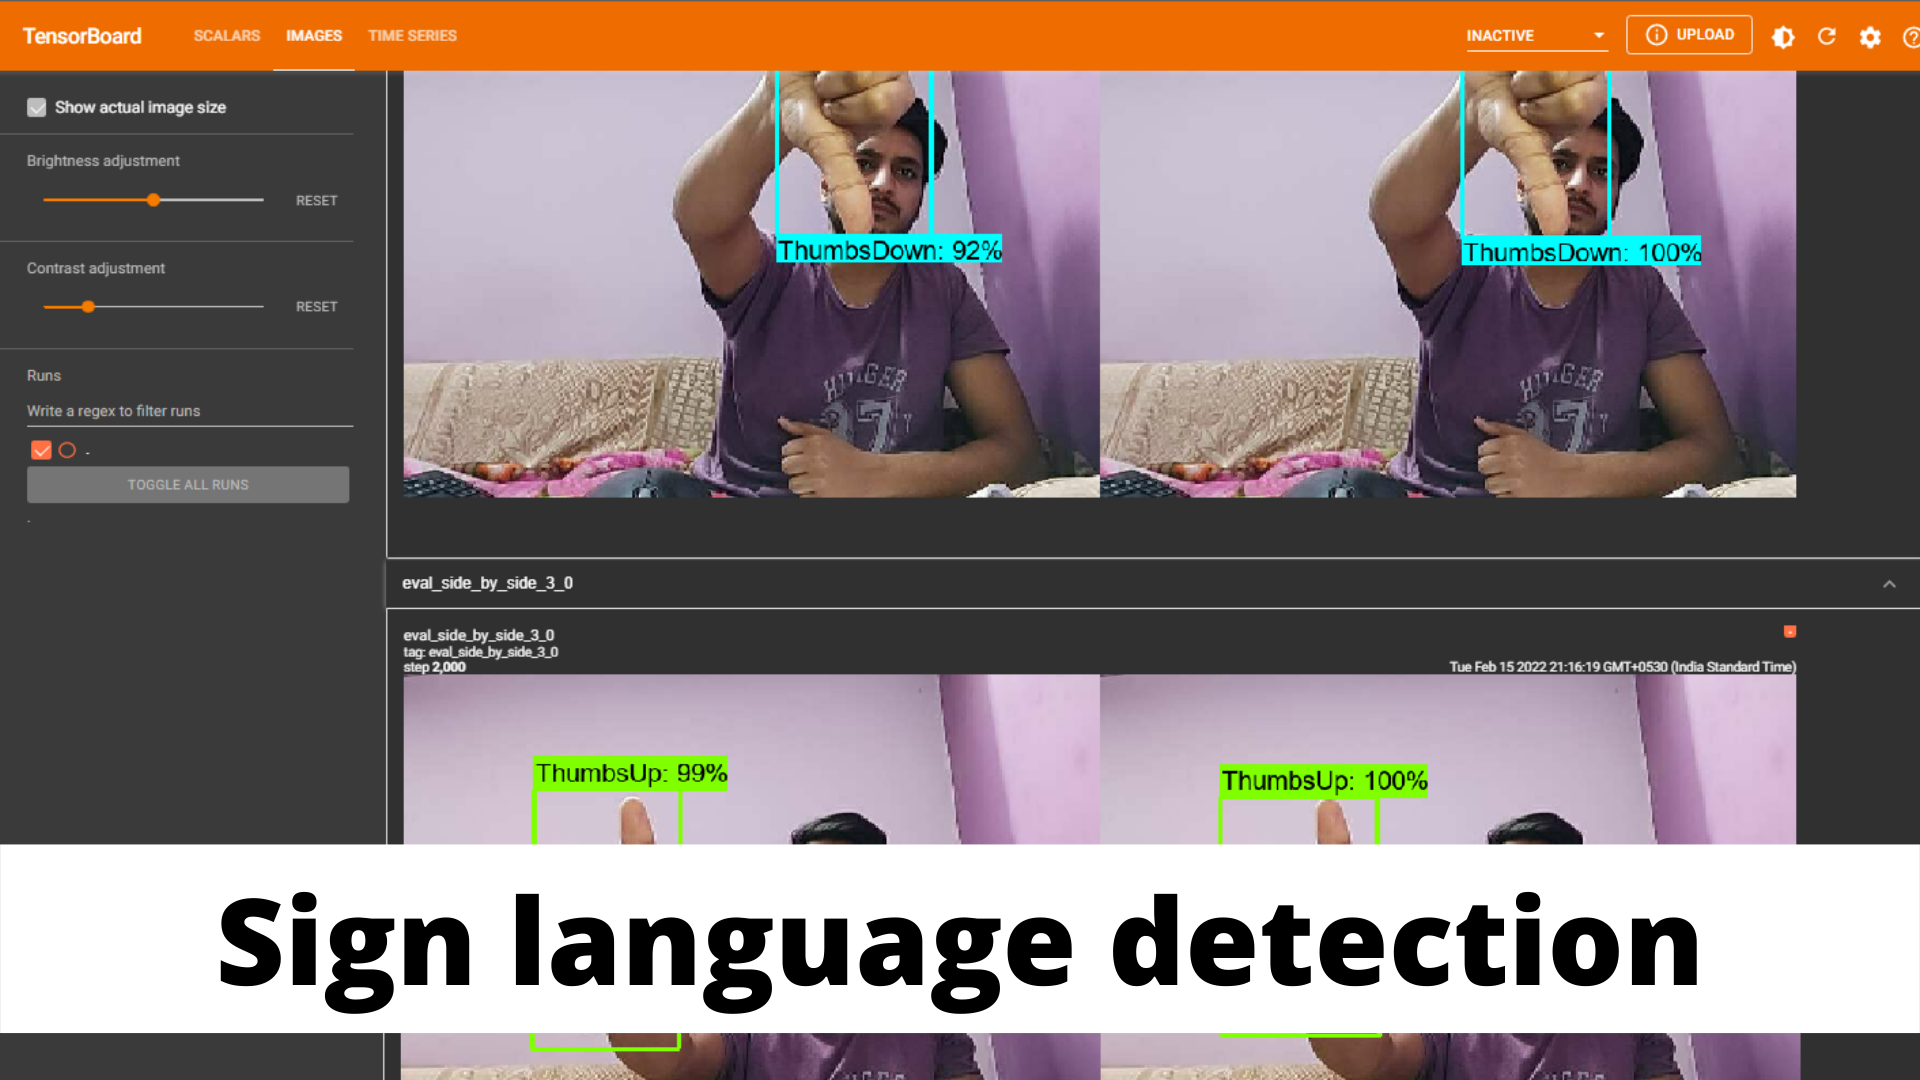 TensorBoard SCALARS IMAGES TIME SERIES INACTIVE UPLOAD
Show actual image size
Brightness adjustment
RESET
Contrast adjustment
RESET
Runs
Write a regex to filter runs
.
TOGGLE ALL RUNS
.
ThumbsDown: 92%
ThumbsDown: 100%
HILFIGER
37
eval_side_by_side_3_0
eval_side_by_side_3_0
tag: eval_side_by_side_3_0
step 2,000
Tue Feb 15 2022 21:16:19 GMT+0530 (India Standard Time)
ThumbsUp: 99%
ThumbsUp: 100%
Sign language detection